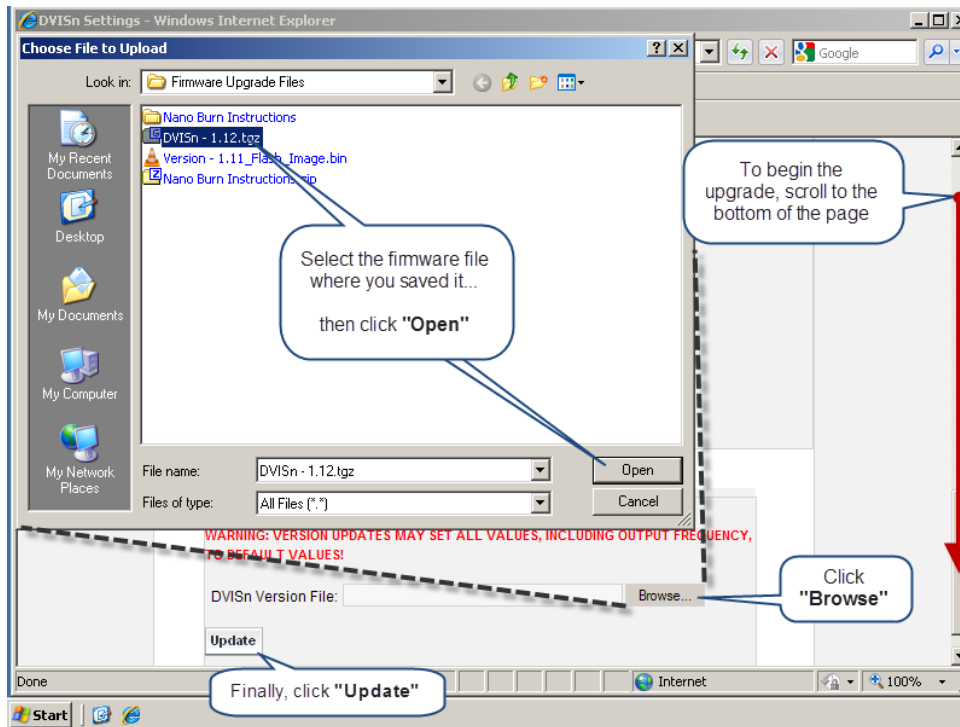 DVISn Settings - Windows Internet Explorer
Choose File to Upload
Google
Look in:
Firmware Upgrade Files
My Recent
Documents
Desktop
My Documents
My Computer
My Network
Places
Nano Burn Instructions
DVISn - 1.12.tgz
Version - 1.11_Flash_Image.bin
Nano Burn Instructions.zip
To begin the
upgrade, scroll to the
bottom of the page
Select the firmware file
where you saved it...
then click "Open"
File name:
DVISn - 1.12.tgz
Open
Files of type:
All Files (*.*)
Cancel
WARNING: VERSION UPDATES MAY SET ALL VALUES, INCLUDING OUTPUT FREQUENCY,
TO DEFAULT VALUES!
DVISn Version File:
Browse...
Click
"Browse"
Update
Finally, click "Update"
Done
Internet
100%
Start